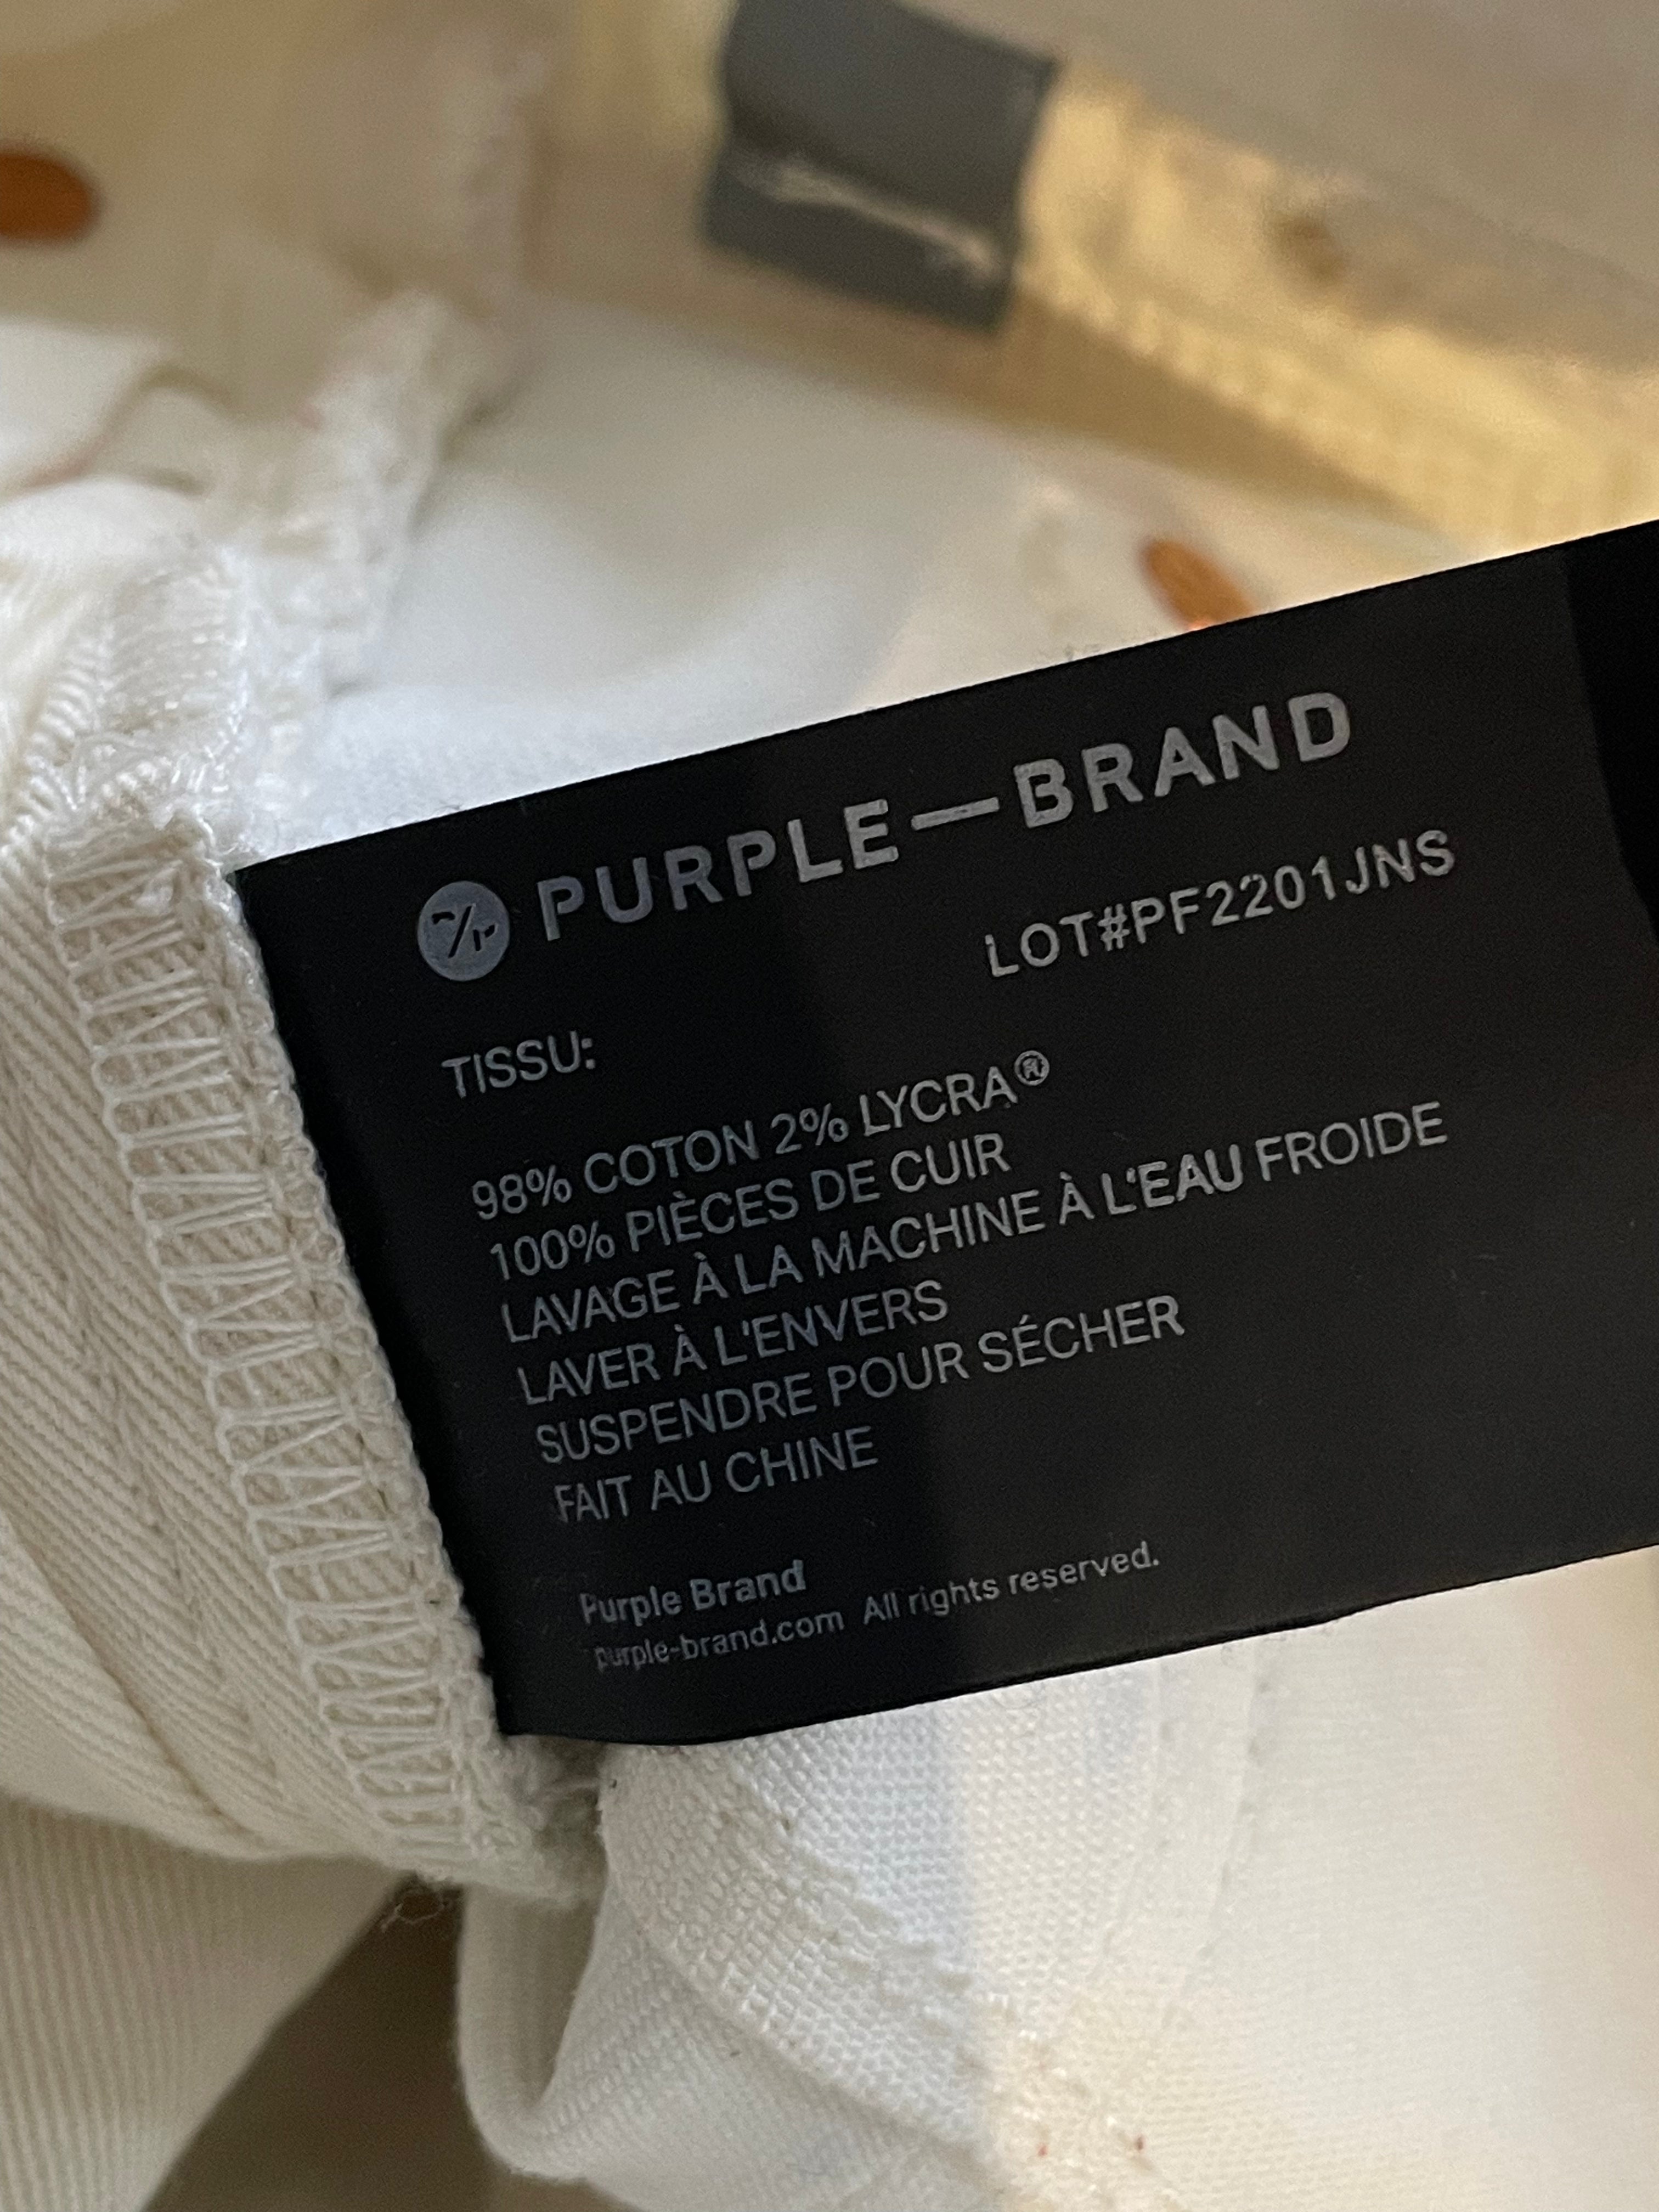 PURPLE—BRAND
LOT#PF2201JNS
TISSU:
98% COTON 2% LYCRA®
100% PIÈCES DE CUIR
LAVAGE À LA MACHINE À L'EAU FROIDE
LAVER À L'ENVERS
SUSPENDRE POUR SÉCHER
FAIT AU CHINE
Purple Brand
purple-brand.com All rights reserved.